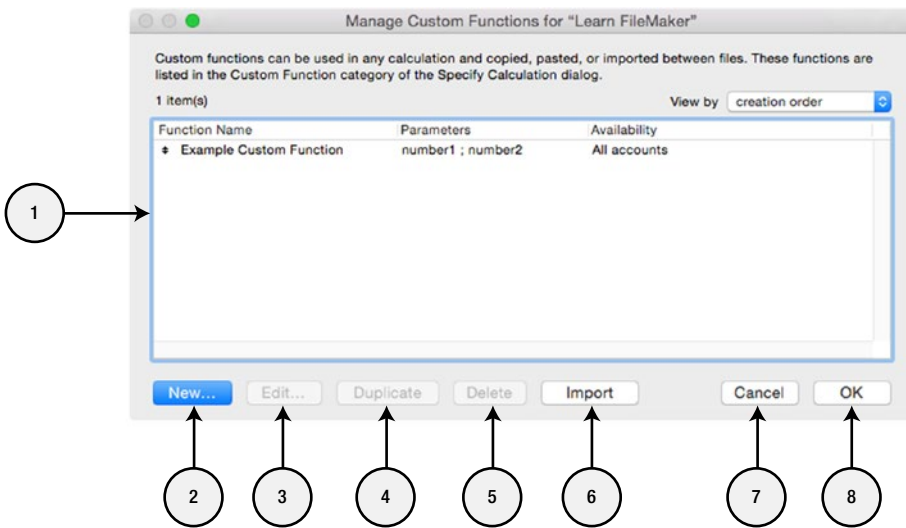 Manage Custom Functions for “Learn FileMaker”
Custom functions can be used in any calculation and copied, pasted, or imported between files. These functions are
listed in the Custom Function category of the Specify Calculation dialog.
1 item(s) View by creation order
Function Name Parameters Availability
Example Custom Function number1 ; number2 All accounts
1
New... Edit... Duplicate Delete Import Cancel OK
2 3 4 5 6 7 8